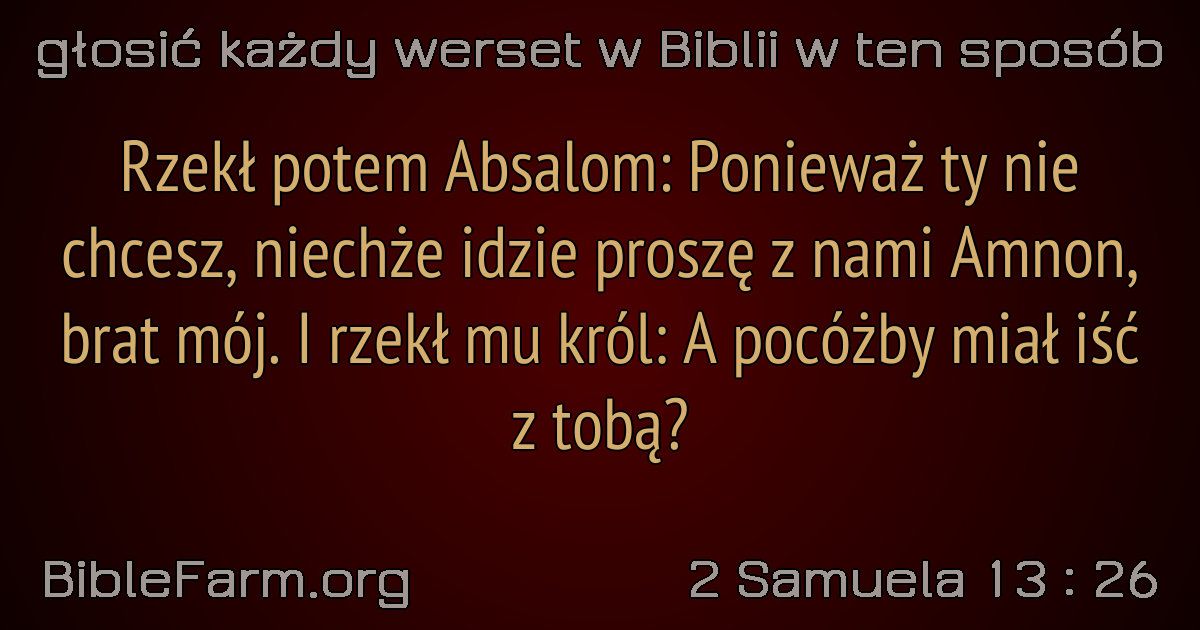 głosić każdy werset w Biblii w ten sposób
Rzekł potem Absalom: Ponieważ ty nie
chcesz, niechże idzie proszę z nami Amnon,
brat mój. I rzekł mu król: A pocóżby miał iść
z tobą?
BibleFarm.org
2 Samuela 13 : 26